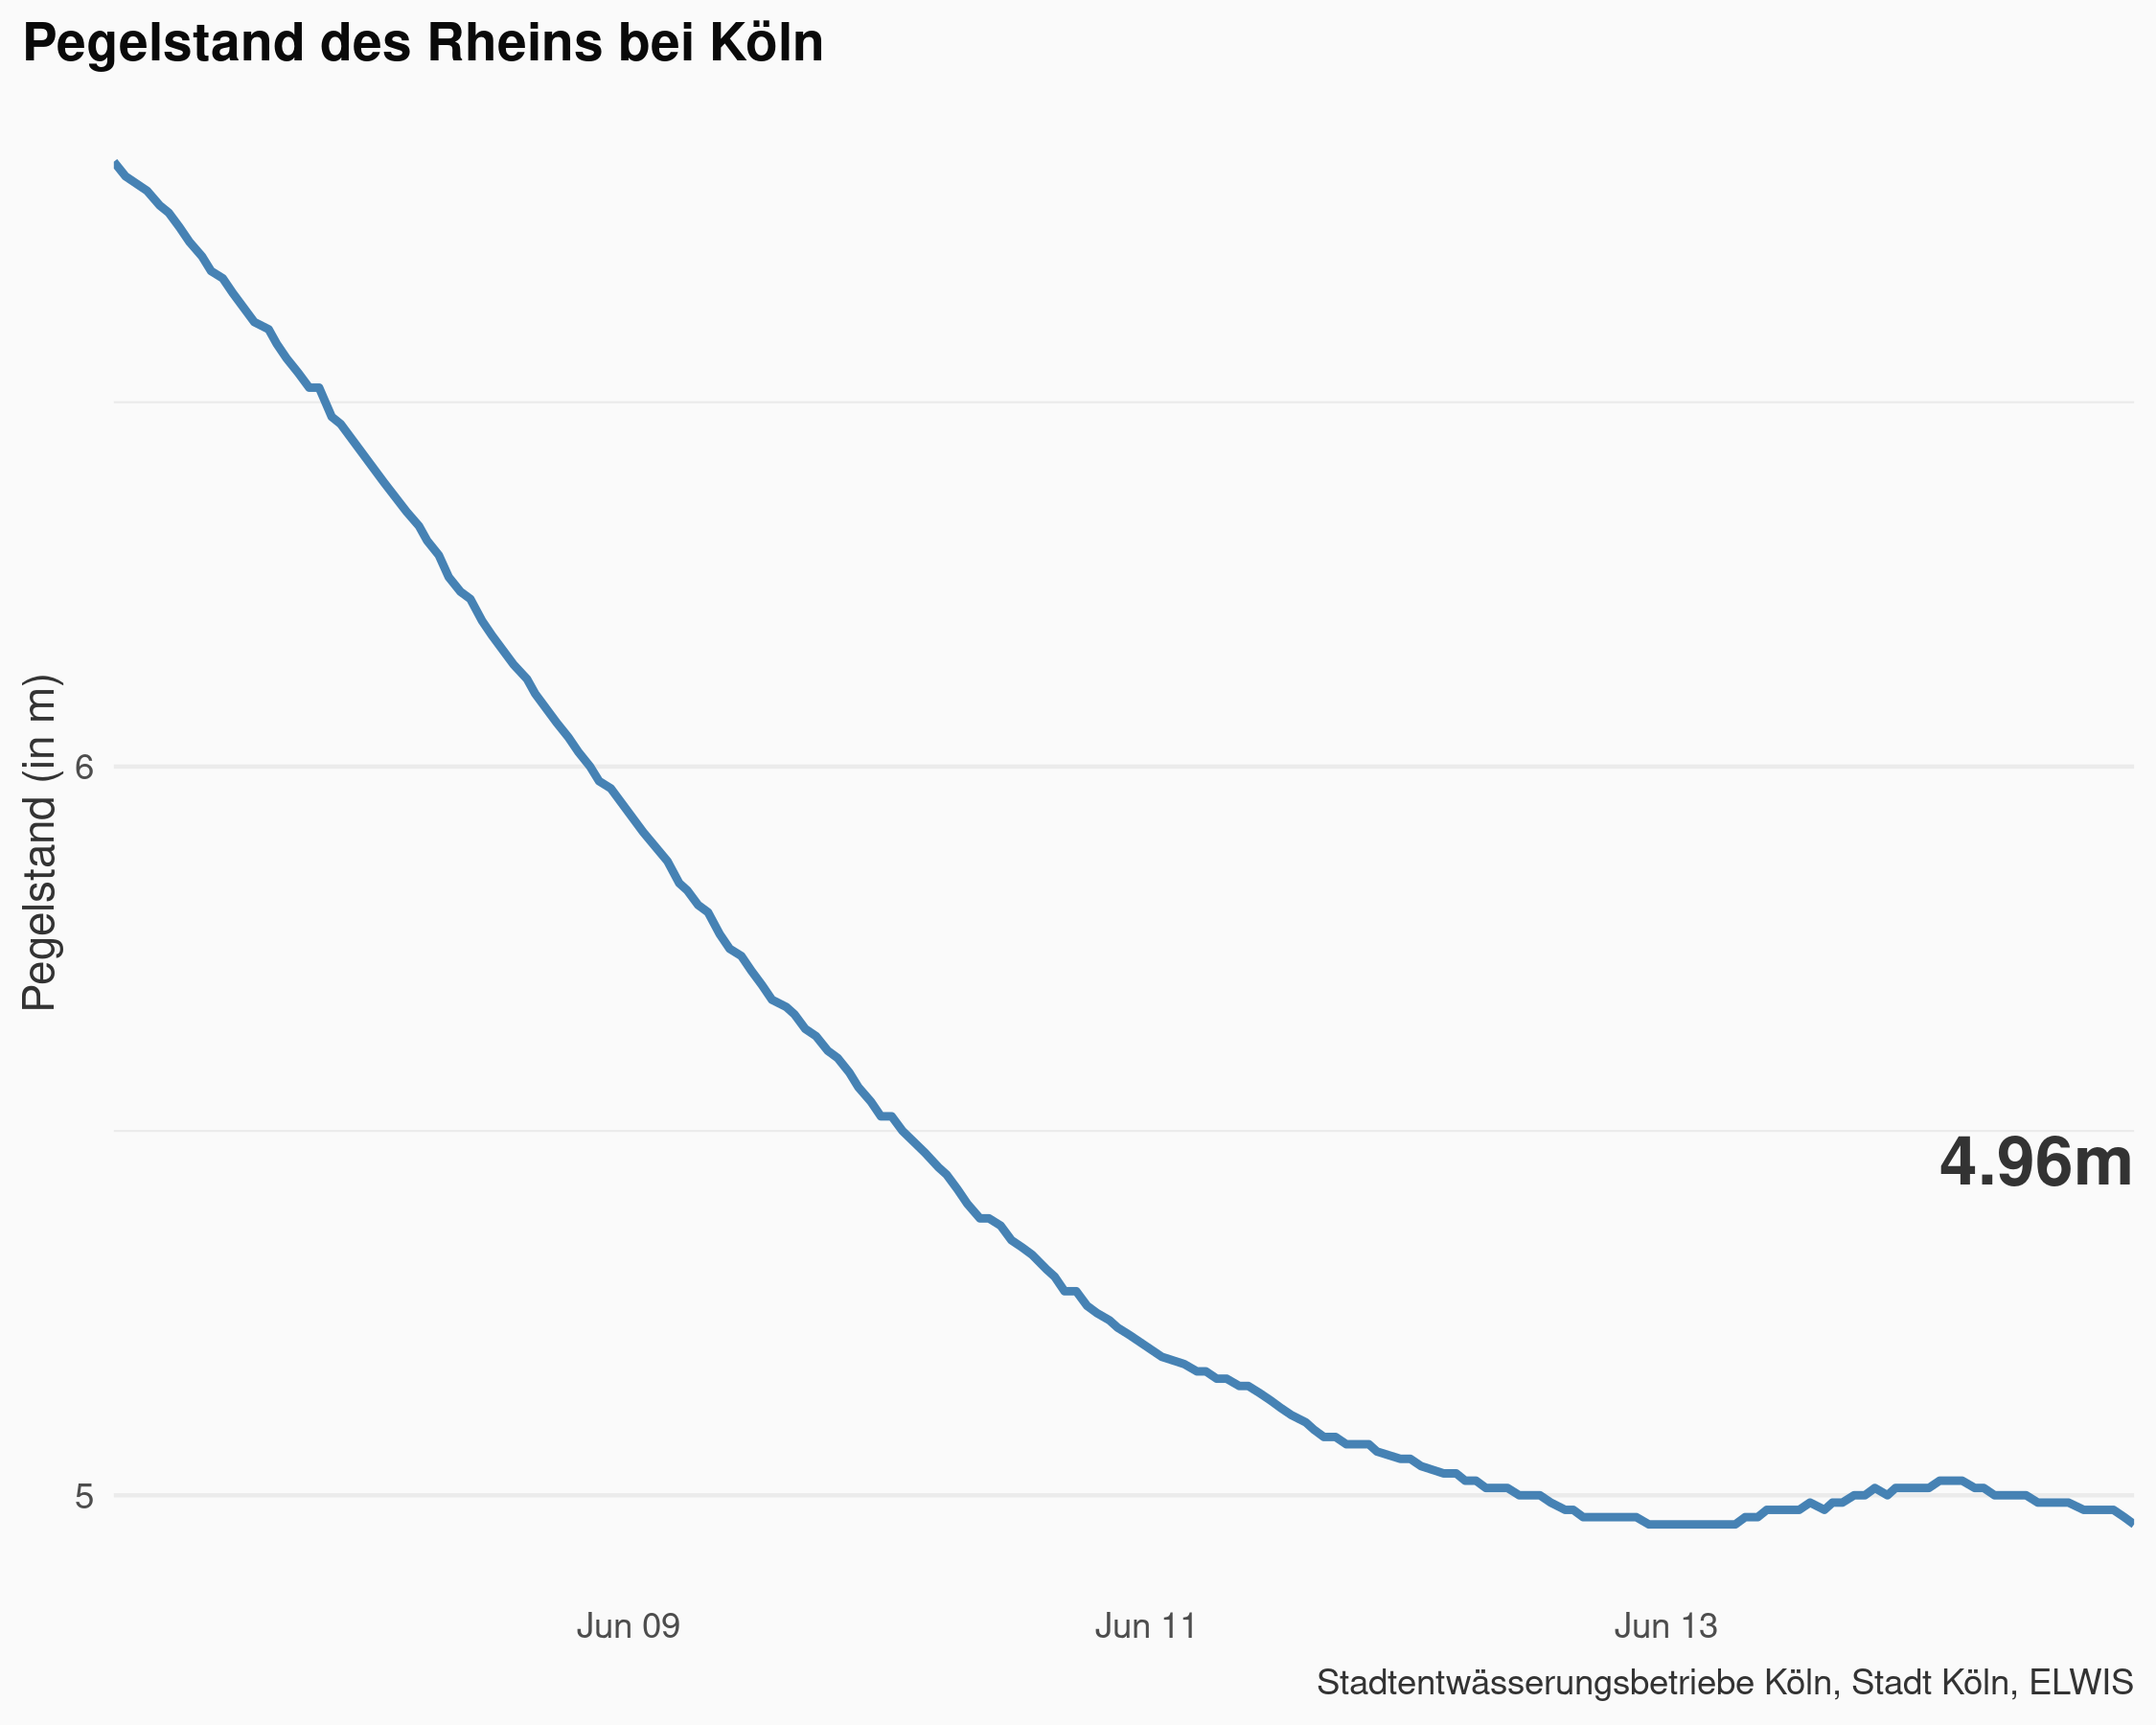 Pegelstand des Rheins bei Köln
Pegelstand (in m)
6
5
4.96m
Jun 09
Jun 11
Jun 13
Stadtentwässerungsbetriebe Köln, Stadt Köln, ELWIS